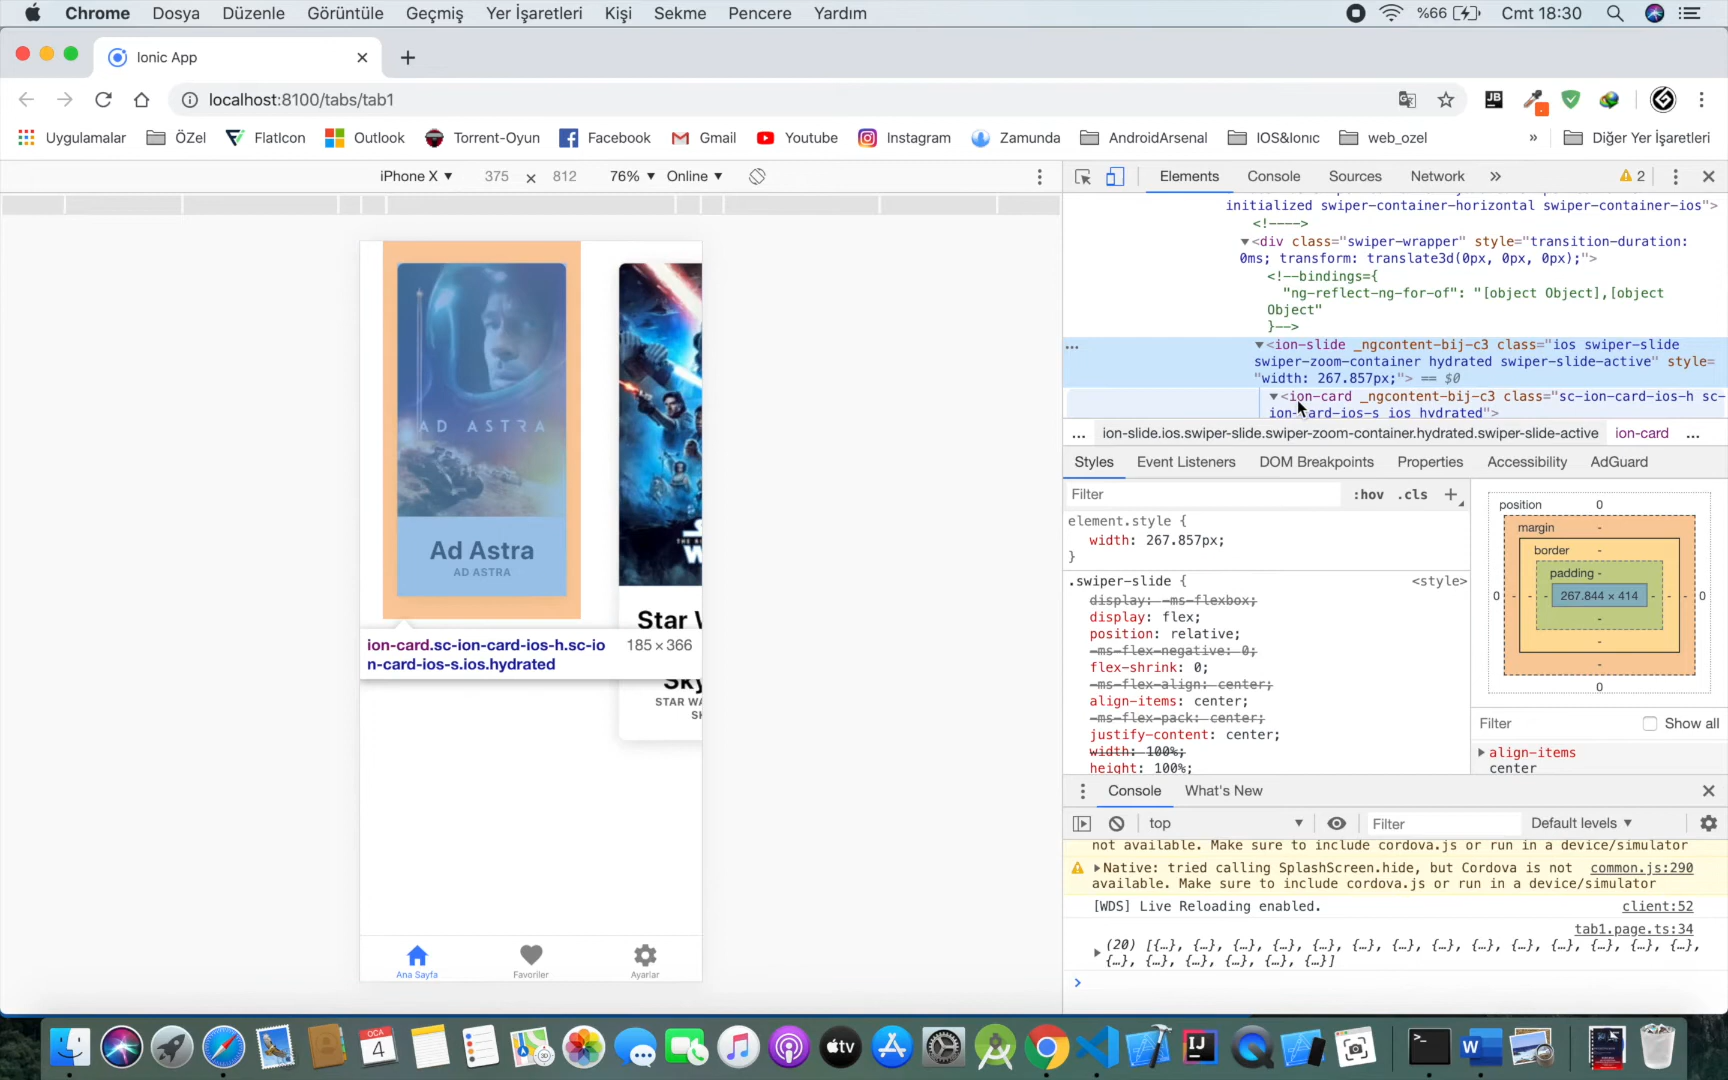 Chrome Dosya Düzenle Görüntüle Geçmiş Yer İşaretleri Kişi Sekme Pencere Yardım %66 Cmt 18:30
Ionic App
localhost:8100/tabs/tab1
Uygulamalar ÖZel FlatIcon Outlook Torrent-Oyun Facebook Gmail Youtube Instagram Zamunda AndroidArsenal IOS&Ionic web_ozel » Diğer Yer İşaretleri
iPhone X 375 × 812 76% Online
Elements Console Sources Network » 2
initialized swiper-container-horizontal swiper-container-ios">
<!---->
<div class="swiper-wrapper" style="transition-duration:
0ms; transform: translate3d(0px, 0px, 0px);">
<!--bindings={
"ng-reflect-ng-for-of": "[object Object],[object
Object"
}-->
… <ion-slide _ngcontent-bij-c3 class="ios swiper-slide
swiper-zoom-container hydrated swiper-slide-active" style=
"width: 267.857px;"> == $0
<ion-card _ngcontent-bij-c3 class="sc-ion-card-ios-h sc-
ion-card-ios-s ios hydrated">
… ion-slide.ios.swiper-slide.swiper-zoom-container.hydrated.swiper-slide-active ion-card …
Styles Event Listeners DOM Breakpoints Properties Accessibility AdGuard
Filter :hov .cls +
element.style {
width: 267.857px;
}
.swiper-slide { <style>
display: -ms-flexbox;
display: flex;
position: relative;
-ms-flex-negative: 0;
flex-shrink: 0;
-ms-flex-align: center;
align-items: center;
-ms-flex-pack: center;
justify-content: center;
width: 100%;
height: 100%;
position 0
margin -
border -
padding -
0 - - - 267.844 × 414 - - - 0
-
-
-
0
Filter Show all
align-items
center
AD ASTRA
Ad Astra
AD ASTRA
Star W
ion-card.sc-ion-card-ios-h.sc-io
n-card-ios-s.ios.hydrated
185 × 366
Sky
STAR WA
SK
Ana Sayfa Favoriler Ayarlar
Console What's New
top Filter Default levels
not available. Make sure to include cordova.js or run in a device/simulator
Native: tried calling SplashScreen.hide, but Cordova is not common.js:290
available. Make sure to include cordova.js or run in a device/simulator
[WDS] Live Reloading enabled. client:52
tab1.page.ts:34
(20) [{…}, {…}, {…}, {…}, {…}, {…}, {…}, {…}, {…}, {…}, {…}, {…}, {…}, {…},
{…}, {…}, {…}, {…}, {…}, {…}]
OCA
4
tv
IJ
W